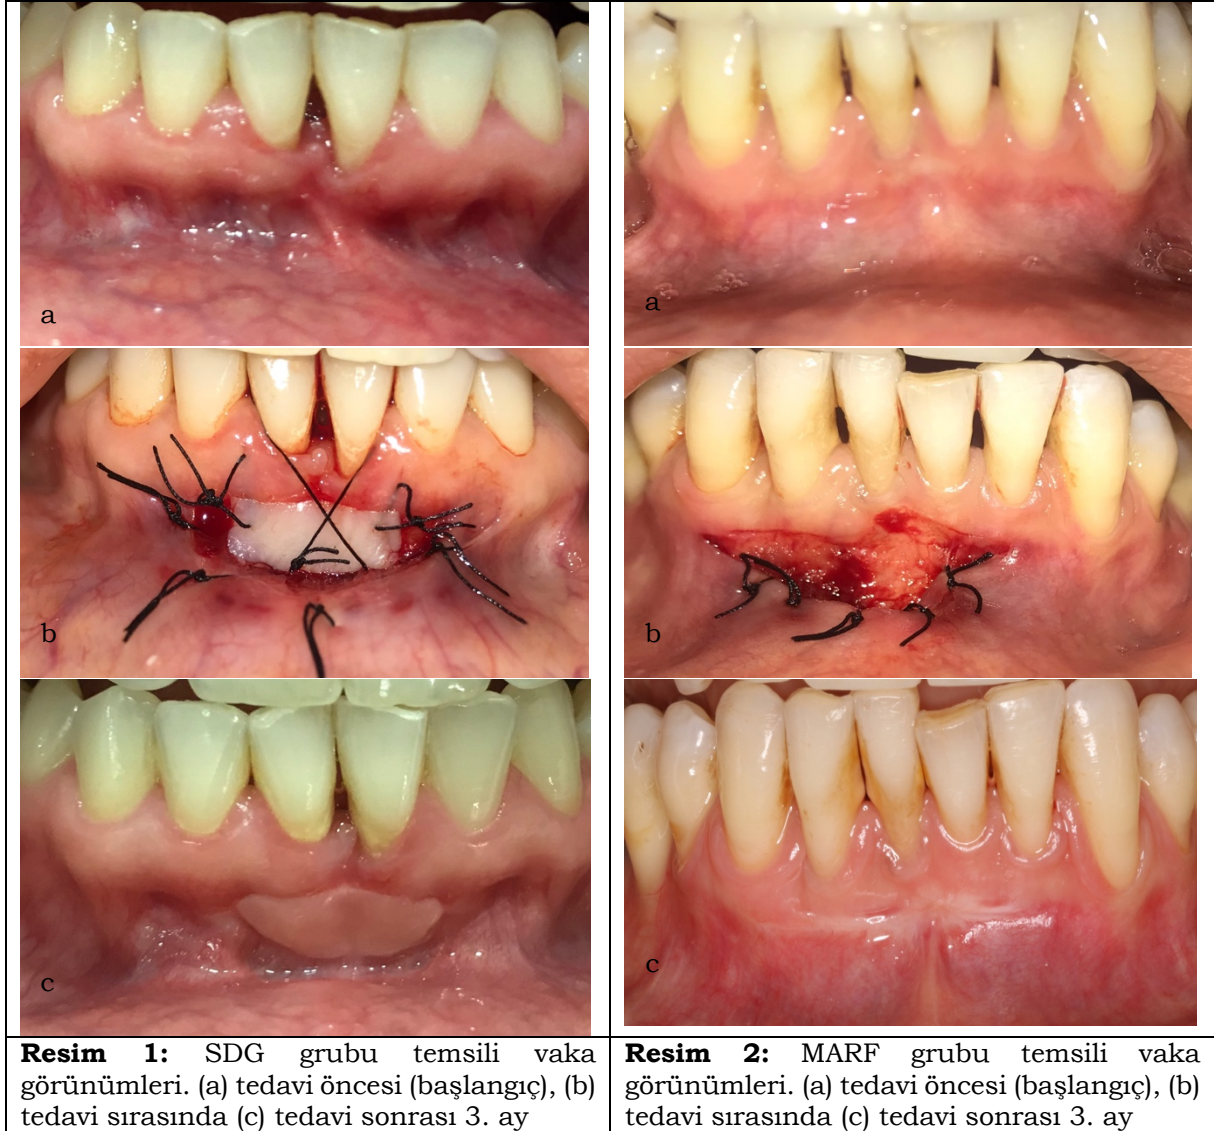 a
b
c
a
b
c
Resim 1: SDG grubu temsili vaka
görünümleri. (a) tedavi öncesi (başlangıç), (b)
tedavi sırasında (c) tedavi sonrası 3. ay
Resim 2: MARF grubu temsili vaka
görünümleri. (a) tedavi öncesi (başlangıç), (b)
tedavi sırasında (c) tedavi sonrası 3. ay